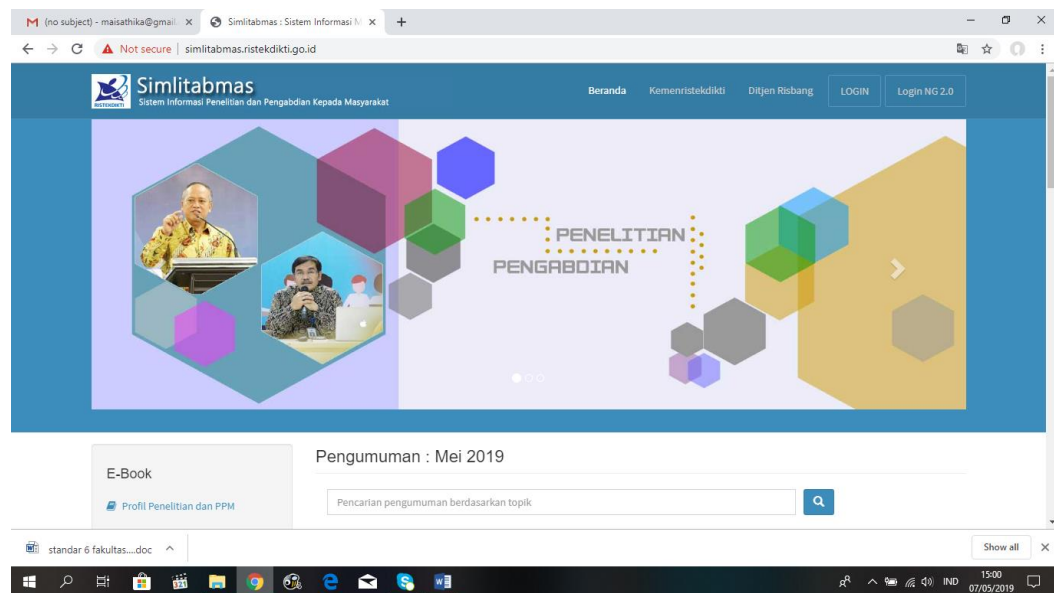 (no subject) - maisathika@gmail.
Simlitabmas : Sistem Informasi M
Not secure | simlitabmas.ristekdikti.go.id
RISTEKDIKTI
Simlitabmas
Sistem Informasi Penelitian dan Pengabdian Kepada Masyarakat
Beranda Kemenristekdikti Ditjen Risbang LOGIN Login NG 2.0
PENELITIAN
PENGABDIAN
E-Book
Profil Penelitian dan PPM
Pengumuman : Mei 2019
Pencarian pengumuman berdasarkan topik
standar 6 fakultas....doc
Show all
IND
15:00
07/05/2019